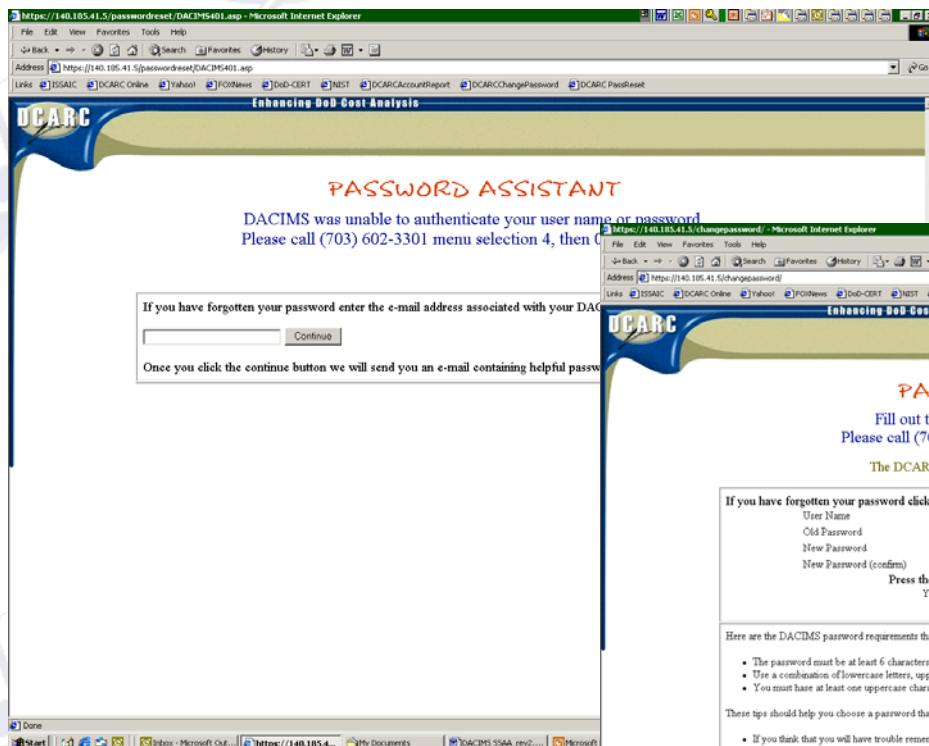 https://140.185.41.5/passwordreset/DACIMS401.asp - Microsoft Internet Explorer
File Edit View Favorites Tools Help
Back Search Favorites History
Address https://140.185.41.5/passwordreset/DACIMS401.asp Go
Links ISSAIC DCARC Online Yahoo! FOXNews DoD-CERT NIST DCARCAccountReport DCARCChangePassword DCARC PassReset
Enhancing DoD Cost Analysis
DCARC
PASSWORD ASSISTANT
DACIMS was unable to authenticate your user name or password
Please call (703) 602-3301 menu selection 4, then
If you have forgotten your password enter the e-mail address associated with your DAC
Continue
Once you click the continue button we will send you an e-mail containing helpful passw
Done
Start Inbox - Microsoft Out... https://140.185.4... My Documents DACIMS SSAA rev2.... Microsoft
https://140.185.41.5/changepassword/ - Microsoft Internet Explorer
File Edit View Favorites Tools Help
Back Search Favorites History
Address https://140.185.41.5/changepassword/
Links ISSAIC DCARC Online Yahoo! FOXNews DoD-CERT NIST
Enhancing DoD Cos
DCARC
PA
Fill out t
Please call (7
The DCAR
If you have forgotten your password click
User Name
Old Password
New Password
New Password (confirm)
Press th
Y
Here are the DACIMS password requirements th
• The password must be at least 6 characters
• Use a combination of lowercase letters, upp
• You must have at least one uppercase chara
These tips should help you choose a password tha
• If you think that you will have trouble remem